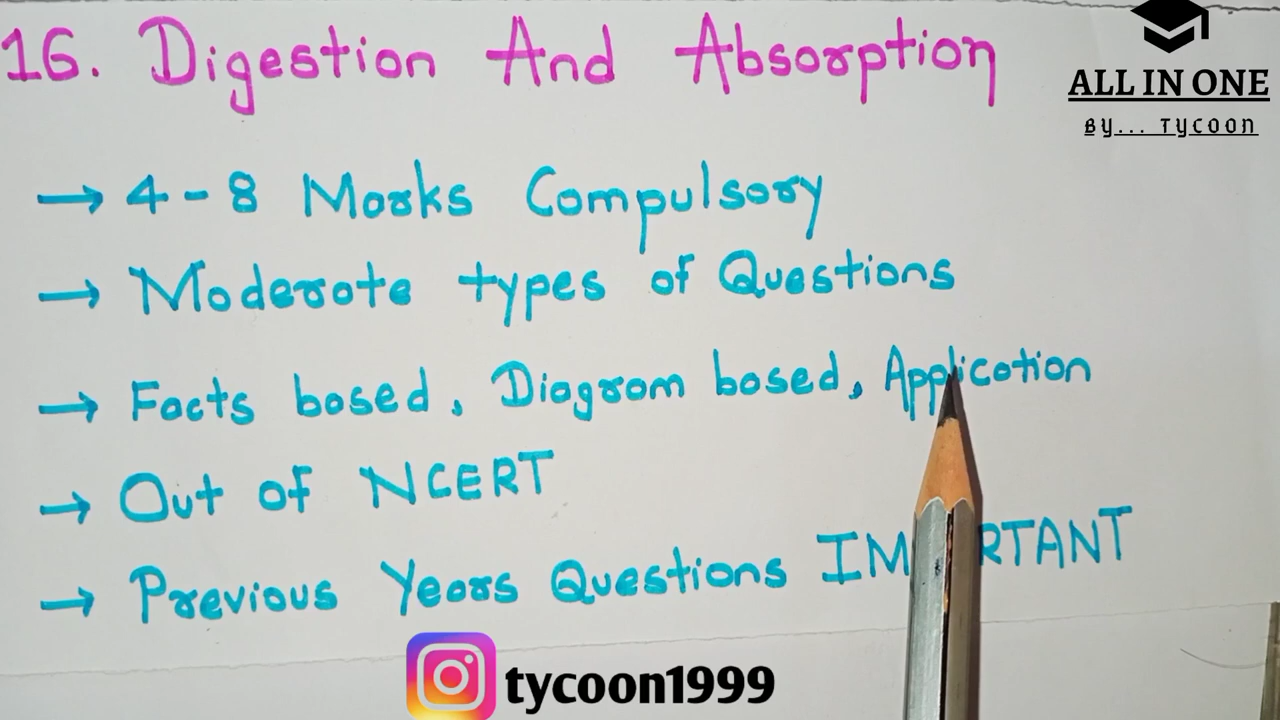 16. Digestion And Absorption
ALL IN ONE
BY... TYCOON
→ 4-8 Marks Compulsory
→ Moderate types of Questions
→ Facts based, Diagram based, Application
→ Out of NCERT
→ Previous Years Questions
tycoon1999